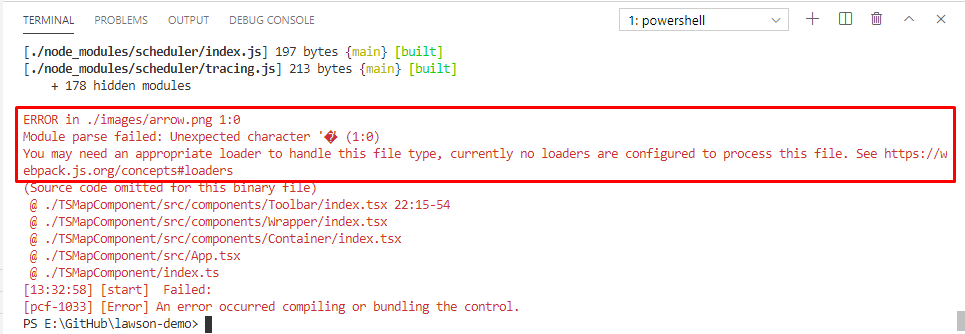 TERMINAL PROBLEMS OUTPUT DEBUG CONSOLE 1: powershell
[./node_modules/scheduler/index.js] 197 bytes {main} [built]
[./node_modules/scheduler/tracing.js] 213 bytes {main} [built]
+ 178 hidden modules
ERROR in ./images/arrow.png 1:0
Module parse failed: Unexpected character '� (1:0)
You may need an appropriate loader to handle this file type, currently no loaders are configured to process this file. See https://w
ebpack.js.org/concepts#loaders
(Source code omitted for this binary file)
@ ./TSMapComponent/src/components/Toolbar/index.tsx 22:15-54
@ ./TSMapComponent/src/components/Wrapper/index.tsx
@ ./TSMapComponent/src/components/Container/index.tsx
@ ./TSMapComponent/src/App.tsx
@ ./TSMapComponent/index.ts
[13:32:58] [start]  Failed:
[pcf-1033] [Error] An error occurred compiling or bundling the control.
PS E:\GitHub\lawson-demo>